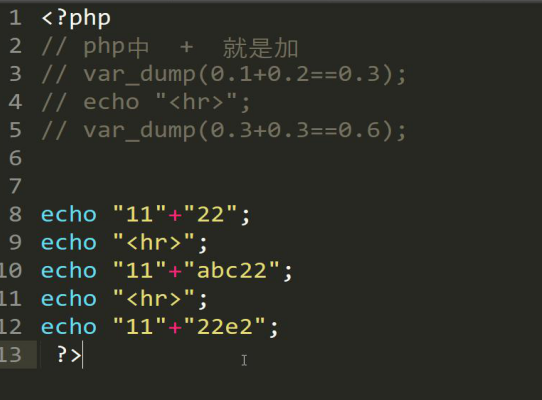 1 <?php
2 // php中 + 就是加
3 // var_dump(0.1+0.2==0.3);
4 // echo "<hr>";
5 // var_dump(0.3+0.3==0.6);
6
7
8 echo "11"+"22";
9 echo "<hr>";
10 echo "11"+"abc22";
11 echo "<hr>";
12 echo "11"+"22e2";
13 ?>